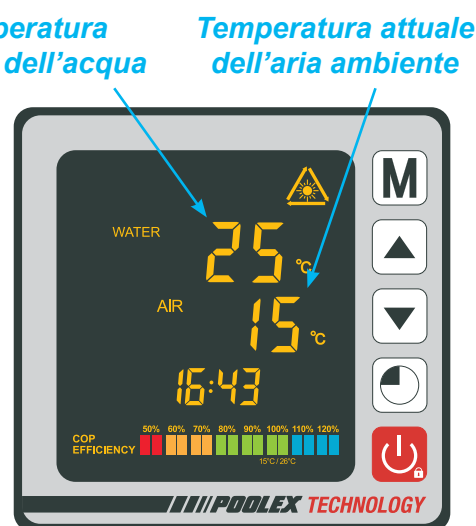 Temperatura attuale
dell'acqua
dell'aria ambiente
M
WATER
25 °C
AIR
15 °C
16:43
50% 60% 70% 80% 90% 100% 110% 120%
COP
EFFICIENCY
15°C / 26°C
POOLEX TECHNOLOGY